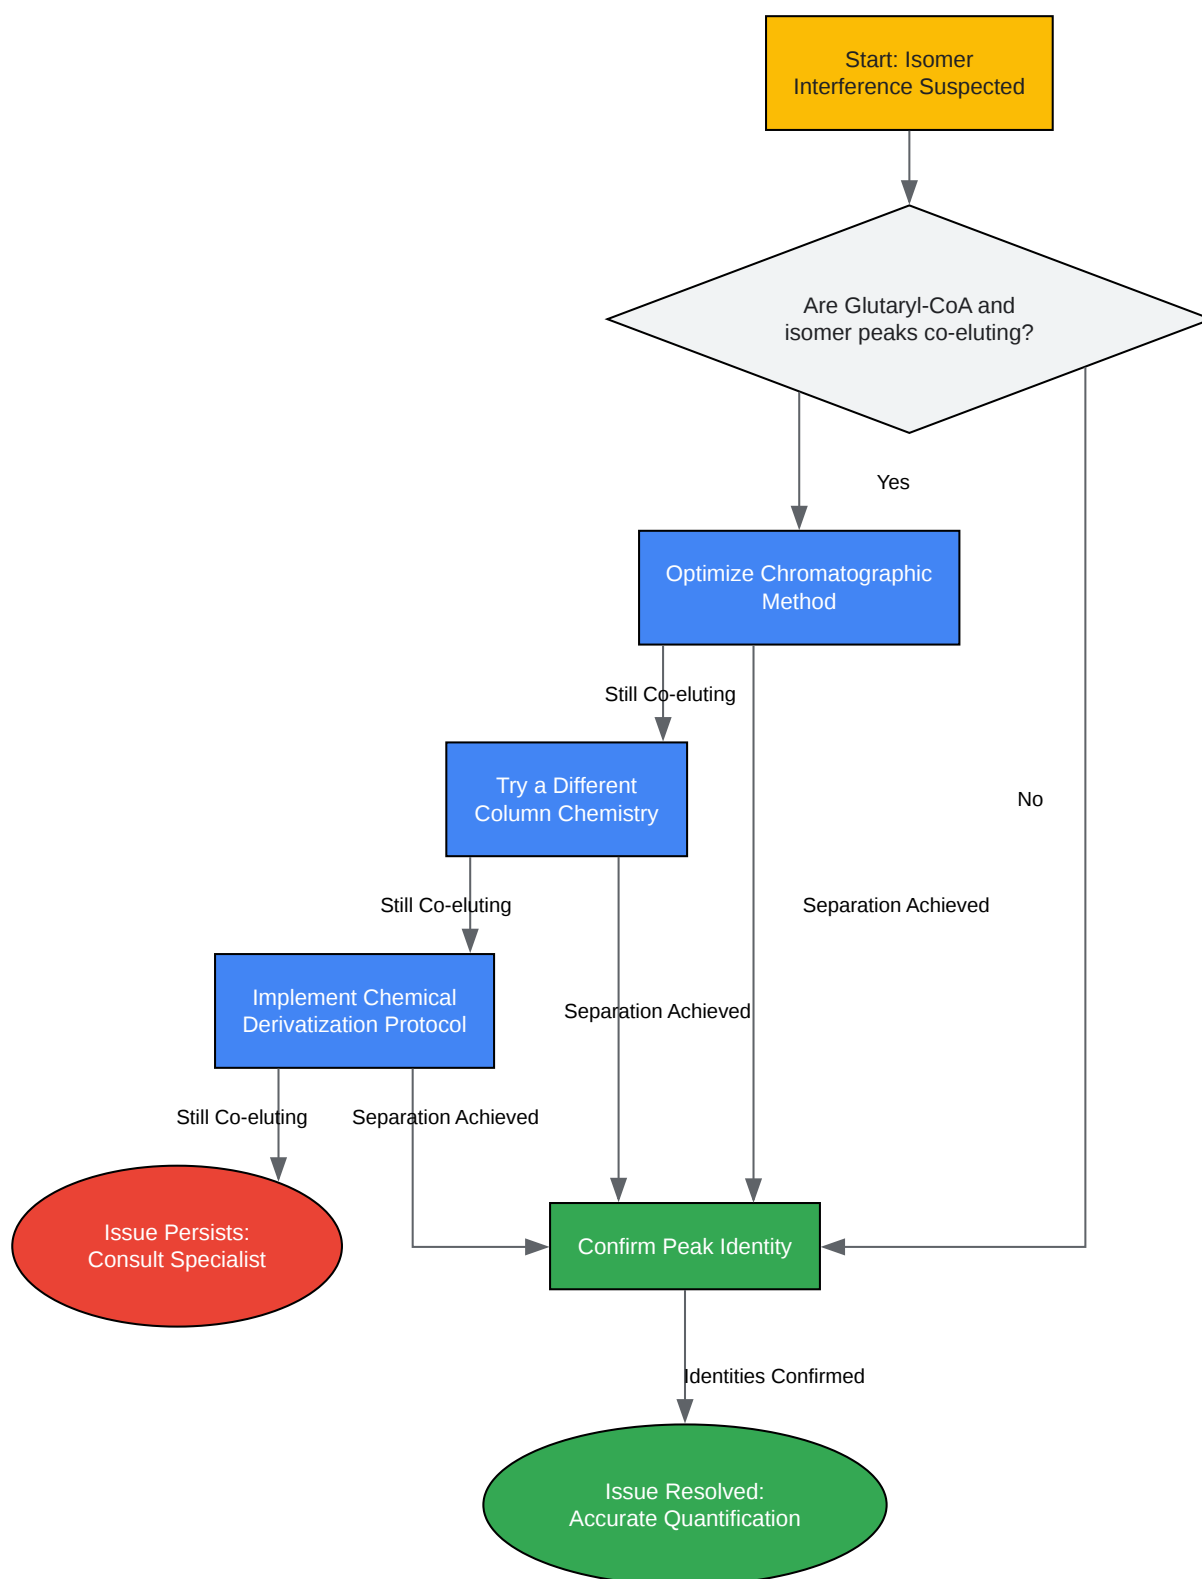 Start: Isomer
Interference Suspected
Are Glutaryl-CoA and
isomer peaks co-eluting?
Yes
Optimize Chromatographic
Method
Still Co-eluting
Try a Different
Column Chemistry
No
Still Co-eluting
Separation Achieved
Implement Chemical
Derivatization Protocol
Separation Achieved
Still Co-eluting
Separation Achieved
Issue Persists:
Consult Specialist
Confirm Peak Identity
Identities Confirmed
Issue Resolved:
Accurate Quantification